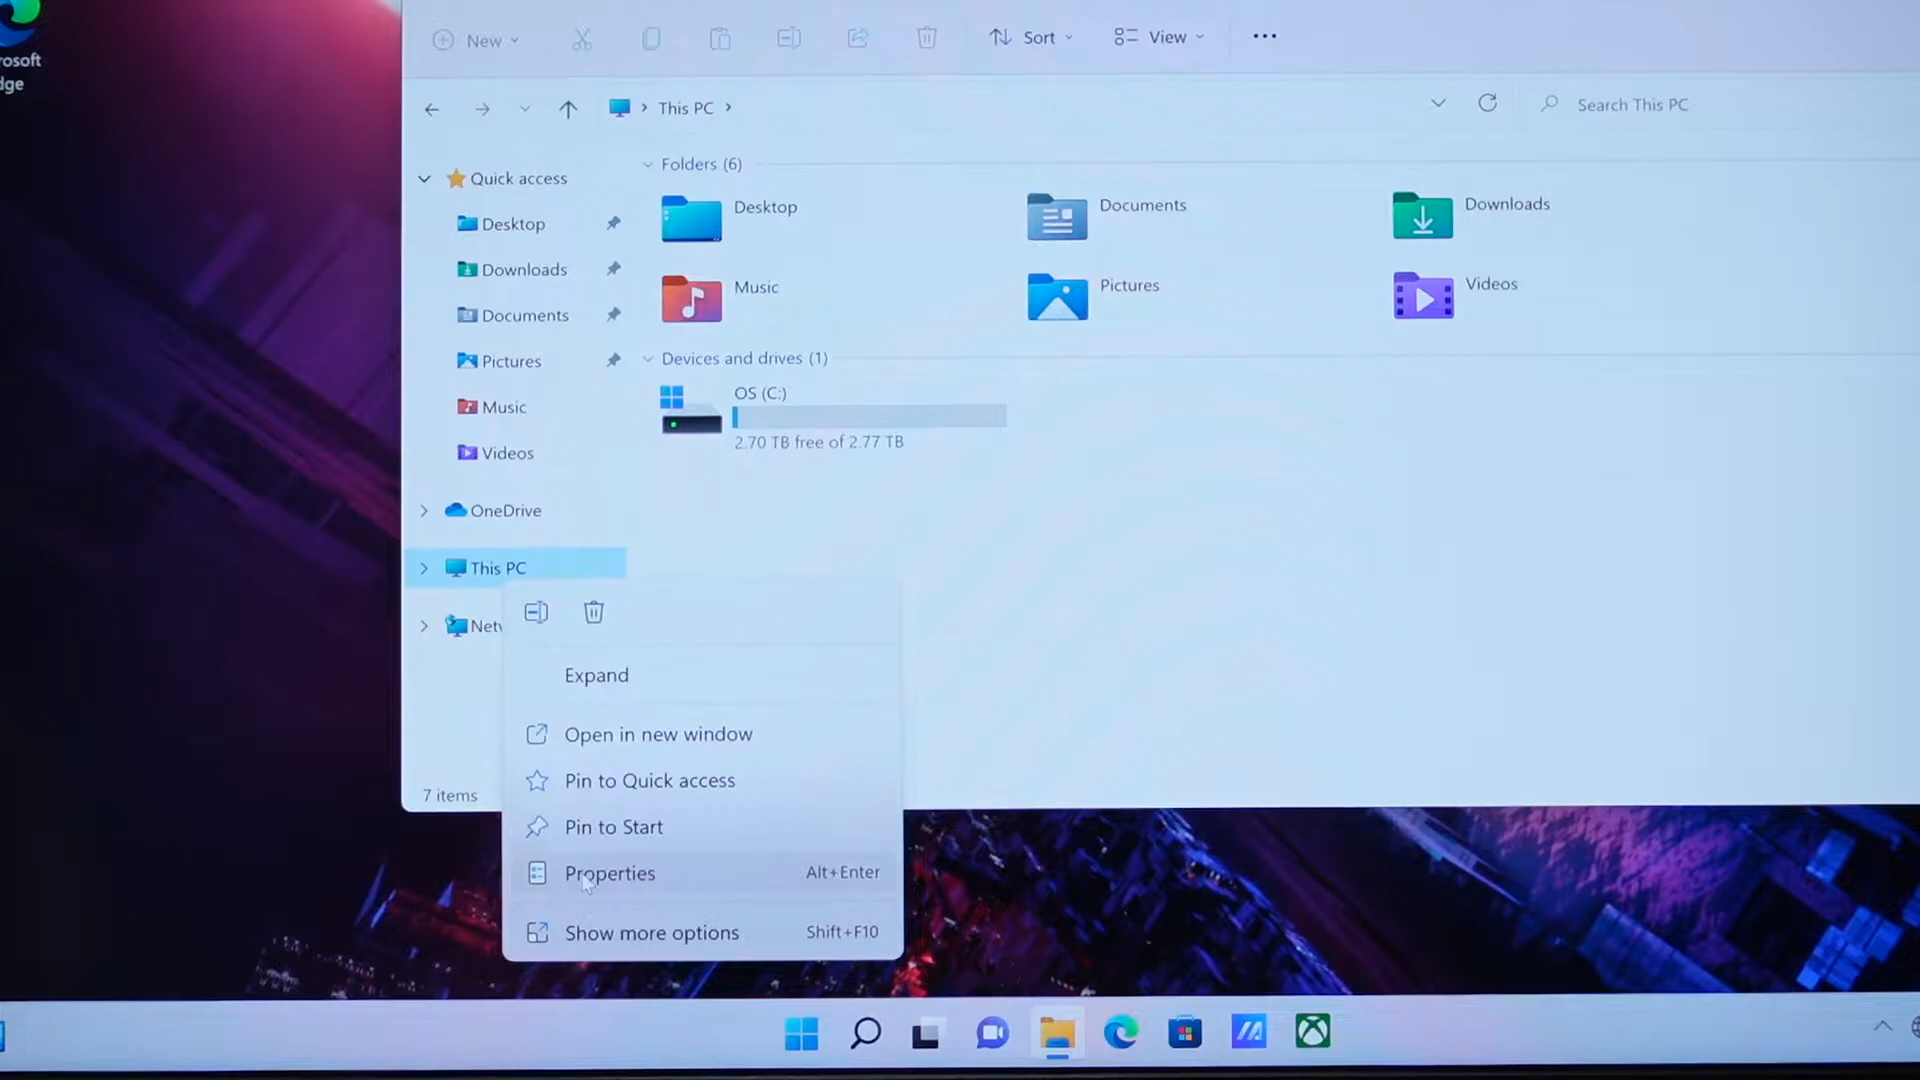 rosoft
dge
New
Sort
View
This PC
Search This PC
Quick access
Desktop
Downloads
Documents
Pictures
Music
Videos
OneDrive
This PC
Netw
Folders (6)
Desktop
Documents
Downloads
Music
Pictures
Videos
Devices and drives (1)
OS (C:)
2.70 TB free of 2.77 TB
Expand
Open in new window
Pin to Quick access
Pin to Start
Properties Alt+Enter
Show more options Shift+F10
7 items